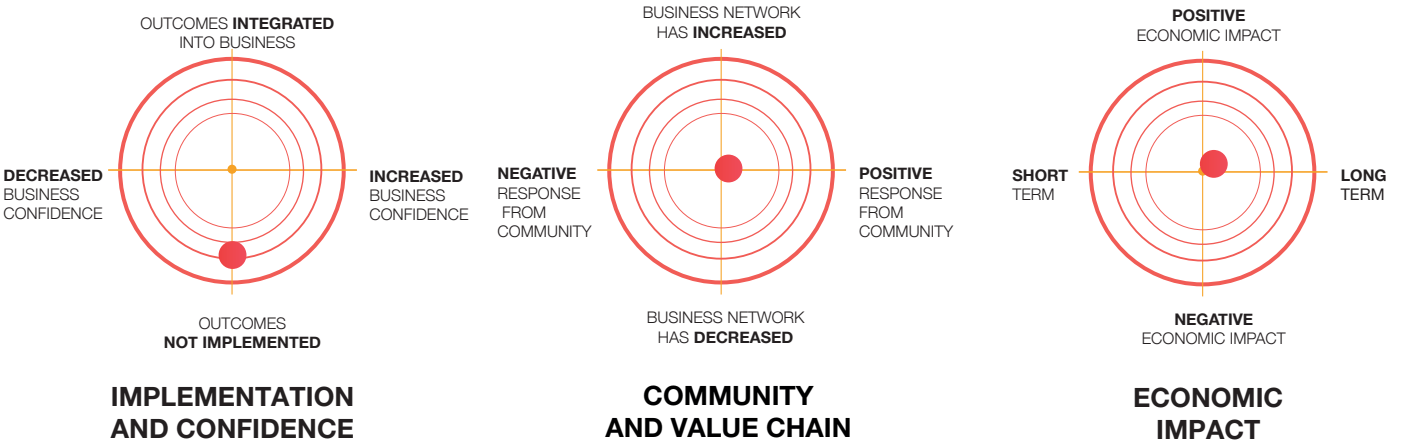 OUTCOMES INTEGRATED
INTO BUSINESS
DECREASED
BUSINESS
CONFIDENCE
INCREASED
BUSINESS
CONFIDENCE
OUTCOMES
NOT IMPLEMENTED
IMPLEMENTATION
AND CONFIDENCE
BUSINESS NETWORK
HAS INCREASED
NEGATIVE
RESPONSE
FROM
COMMUNITY
POSITIVE
RESPONSE
FROM
COMMUNITY
BUSINESS NETWORK
HAS DECREASED
COMMUNITY
AND VALUE CHAIN
POSITIVE
ECONOMIC IMPACT
SHORT
TERM
LONG
TERM
NEGATIVE
ECONOMIC IMPACT
ECONOMIC
IMPACT